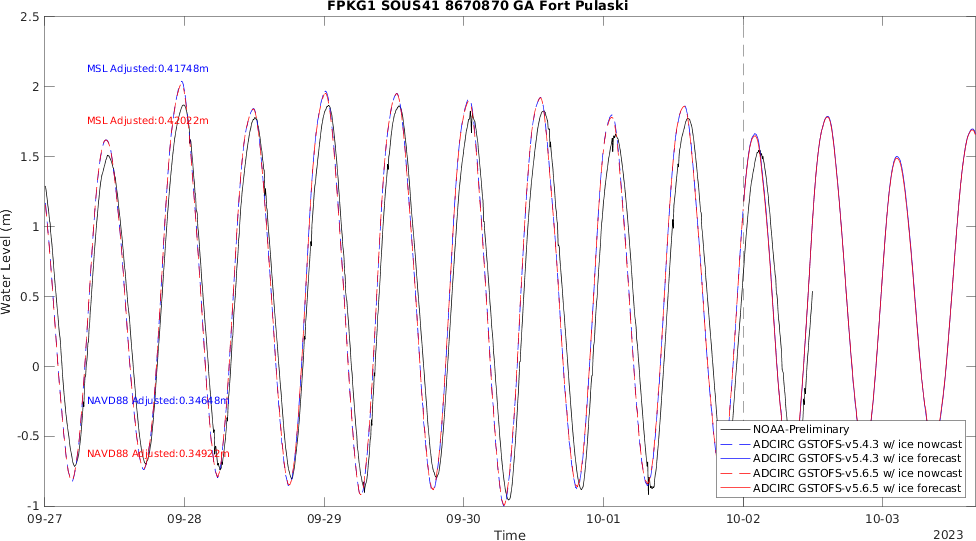 FPKG1 SOUS41 8670870 GA Fort Pulaski
2.5
2
1.5
1
0.5
0
-0.5
-1
Water Level (m)
MSL Adjusted:0.41748m
MSL Adjusted:0.42022m
NAVD88 Adjusted:0.34648m
NAVD88 Adjusted:0.34922m
NOAA-Preliminary
ADCIRC GSTOFS-v5.4.3 w/ ice nowcast
ADCIRC GSTOFS-v5.4.3 w/ ice forecast
ADCIRC GSTOFS-v5.6.5 w/ ice nowcast
ADCIRC GSTOFS-v5.6.5 w/ ice forecast
09-27 09-28 09-29 09-30 10-01 10-02 10-03
Time
2023